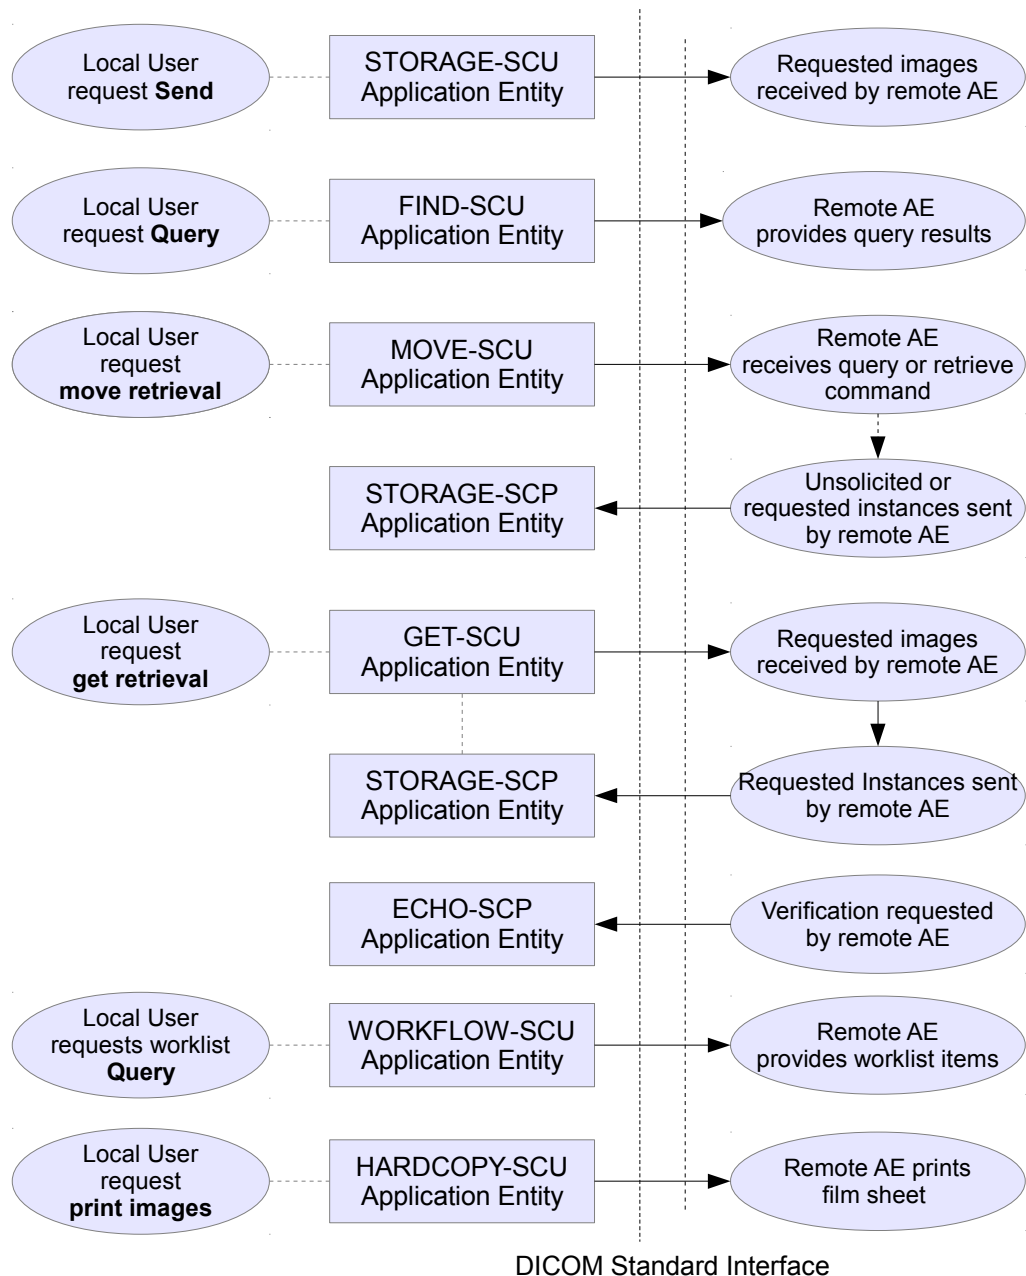 Local User
request Send
STORAGE-SCU
Application Entity
Requested images
received by remote AE
Local User
request Query
FIND-SCU
Application Entity
Remote AE
provides query results
Local User
request
move retrieval
MOVE-SCU
Application Entity
Remote AE
receives query or retrieve
command
STORAGE-SCP
Application Entity
Unsolicited or
requested instances sent
by remote AE
Local User
request
get retrieval
GET-SCU
Application Entity
Requested images
received by remote AE
STORAGE-SCP
Application Entity
Requested Instances sent
by remote AE
ECHO-SCP
Application Entity
Verification requested
by remote AE
Local User
requests worklist
Query
WORKFLOW-SCU
Application Entity
Remote AE
provides worklist items
Local User
request
print images
HARDCOPY-SCU
Application Entity
Remote AE prints
film sheet
DICOM Standard Interface